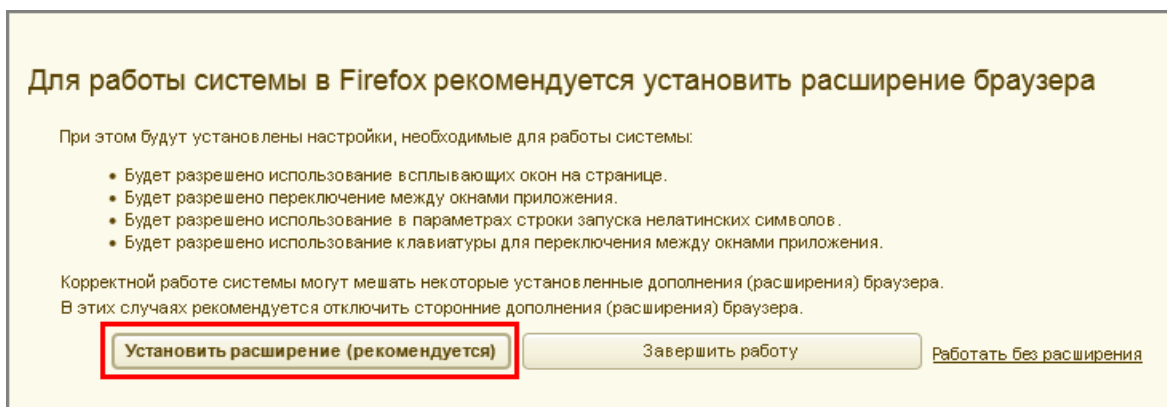 Для работы системы в Firefox рекомендуется установить расширение браузера
При этом будут установлены настройки, необходимые для работы системы:
• Будет разрешено использование всплывающих окон на странице.
• Будет разрешено переключение между окнами приложения.
• Будет разрешено использование в параметрах строки запуска нелатинских символов.
• Будет разрешено использование клавиатуры для переключения между окнами приложения.
Корректной работе системы могут мешать некоторые установленные дополнения (расширения) браузера.
В этих случаях рекомендуется отключить сторонние дополнения (расширения) браузера.
Установить расширение (рекомендуется) Завершить работу Работать без расширения